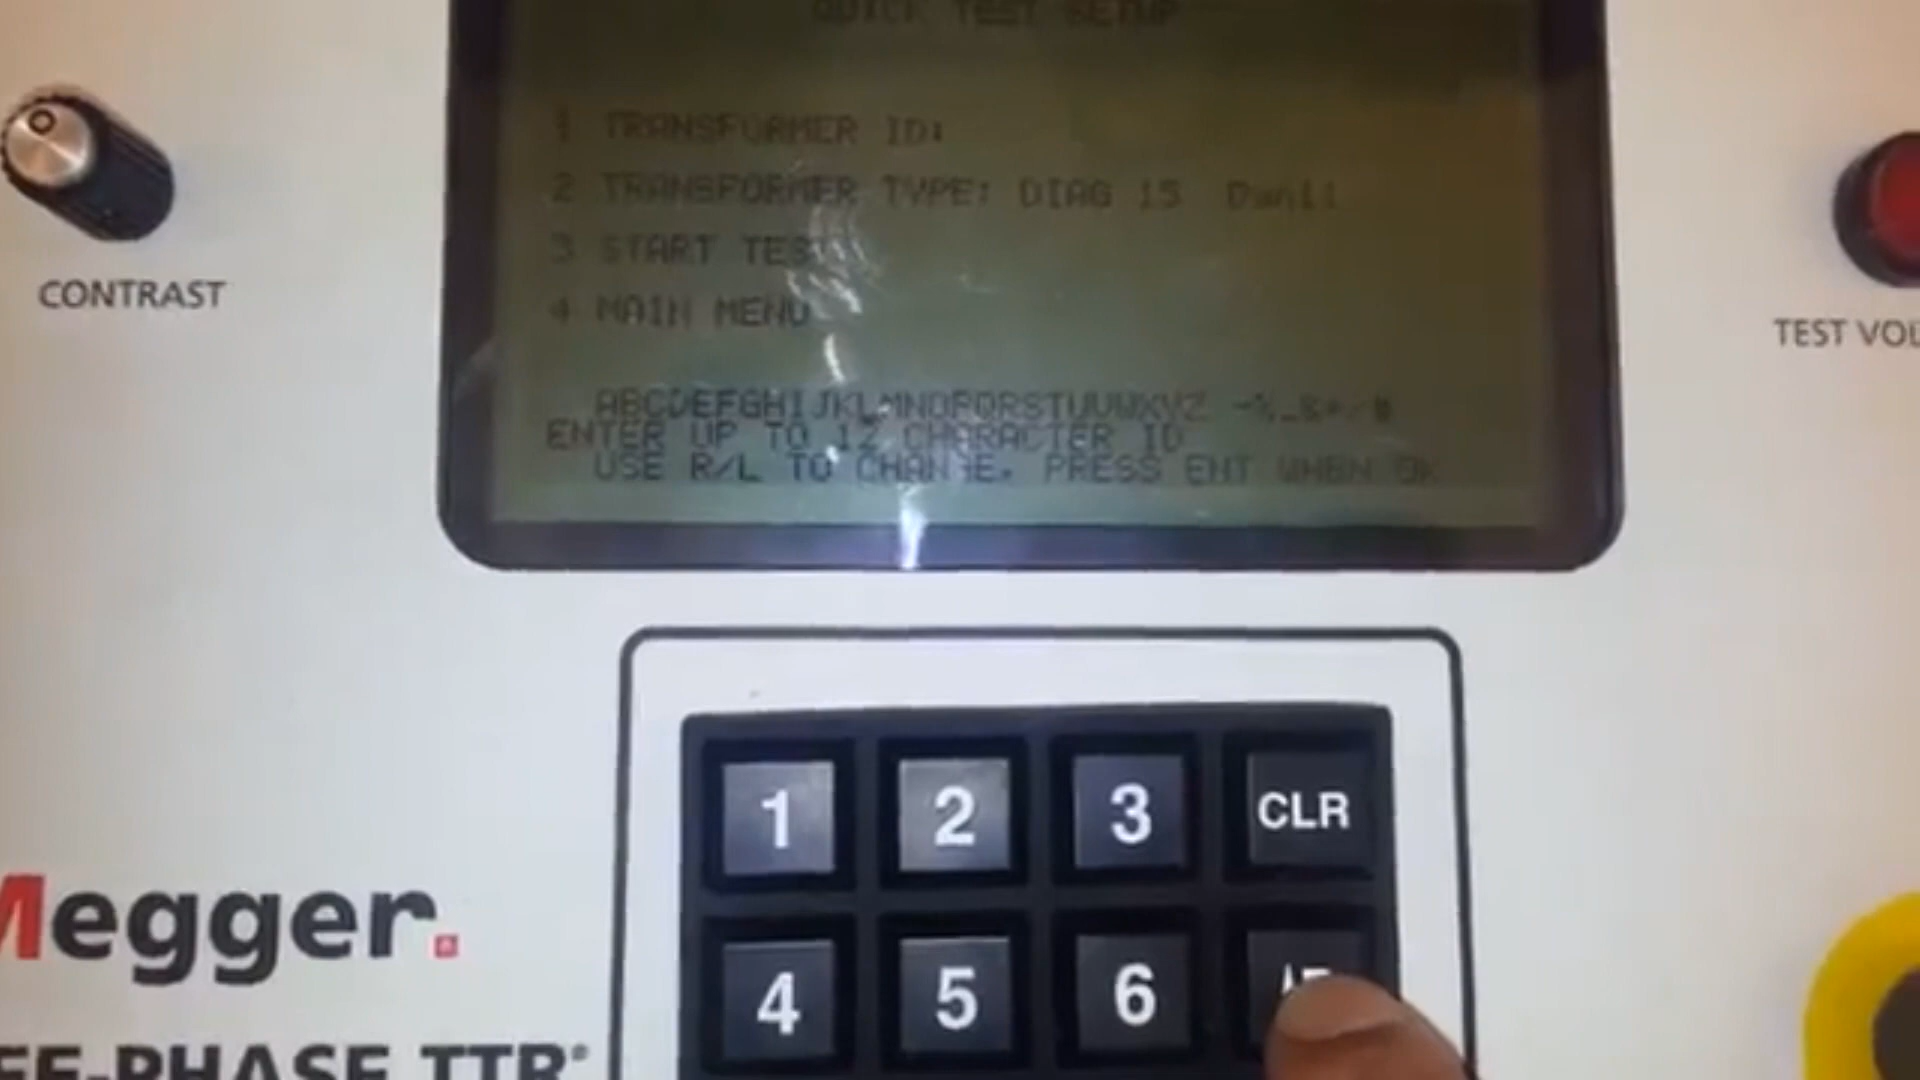 QUICK TEST SETUP
1 TRANSFORMER ID:
2 TRANSFORMER TYPE: DIAG 15
3 START TEST
4 MAIN MENU
ABCDEFGHIJKLMNOPQRSTUVWXYZ -%_&+/#
ENTER UP TO 12 CHARACTER ID
USE R/L TO CHANGE. PRESS ENT WHEN OK
CONTRAST
TEST VOL
1 2 3 CLR
4 5 6
Megger.
EE-PHASE TTR®